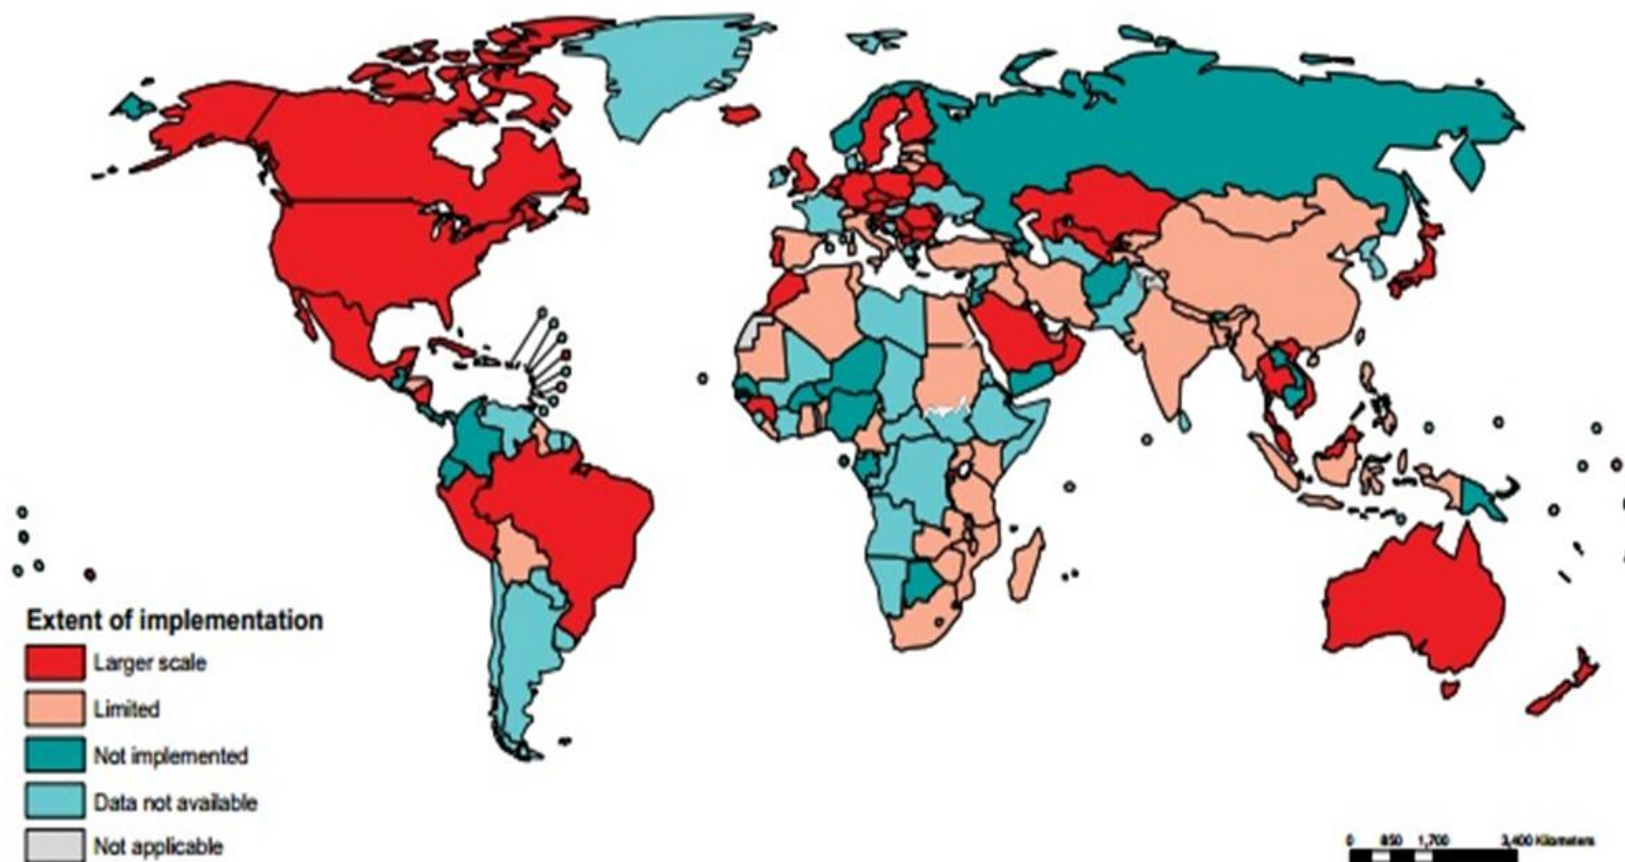 Extent of implementation
Larger scale
Limited
Not implemented
Data not available
Not applicable
0 850 1,700 3,400 Kilometers